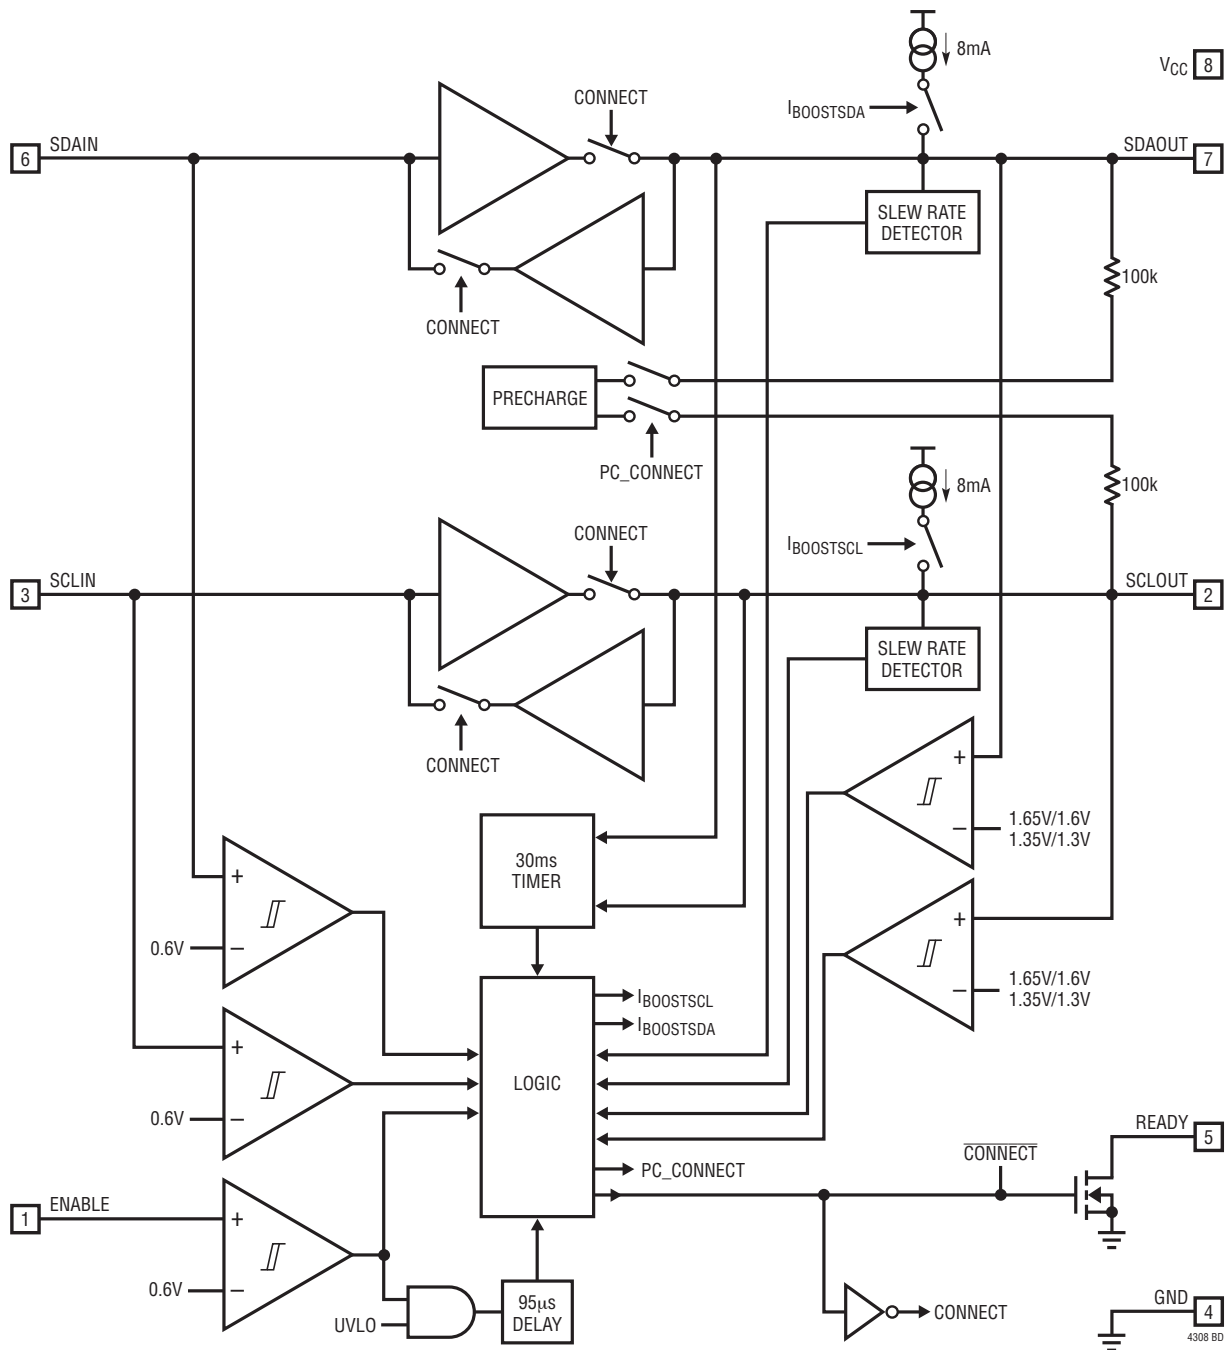 8mA
VCC 8
IBOOSTSDA
CONNECT
6 SDAIN
SDAOUT 7
SLEW RATE
DETECTOR
100k
CONNECT
PRECHARGE
PC_CONNECT
8mA
100k
CONNECT
IBOOSTSCL
3 SCLIN
SCLOUT 2
SLEW RATE
DETECTOR
CONNECT
+
1.65V/1.6V
– 1.35V/1.3V
30ms
TIMER
+
0.6V –
+
1.65V/1.6V
– 1.35V/1.3V
IBOOSTSCL
IBOOSTSDA
+
LOGIC
0.6V –
READY 5
CONNECT
PC_CONNECT
1 ENABLE
+
0.6V –
95µs
DELAY
UVLO
CONNECT
GND 4
4308 BD